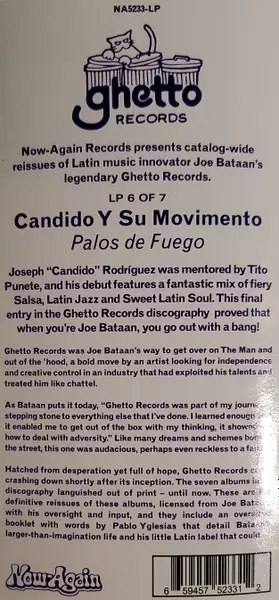 NA5233-LP
ghetto
RECORDS
Now-Again Records presents catalog-wide
reissues of Latin music innovator Joe Bataan's
legendary Ghetto Records.
LP 6 OF 7
Candido Y Su Movimento
Palos de Fuego
Joseph "Candido" Rodríguez was mentored by Tito
Punete, and his debut features a fantastic mix of fiery
Salsa, Latin Jazz and Sweet Latin Soul. This final
entry in the Ghetto Records discography proved that
when you're Joe Bataan, you go out with a bang!
Ghetto Records was Joe Bataan's way to get over on The Man and
out of the 'hood, a bold move by an artist looking for independence
and creative control in an industry that had exploited his talents and
treated him like chattel.
As Bataan puts it today, "Ghetto Records was part of my journ
stepping stone to everything else that I've done. I learned enoug
it enabled me to get out of the box with my thinking, it showe
how to deal with adversity." Like many dreams and schemes bor
the street, this one was audacious, perhaps even reckless to a fa
Hatched from desperation yet full of hope, Ghetto Records c
crashing down shortly after its inception. The seven albums i
discography languished out of print – until now. These are
definitive reissues of these albums, licensed from Joe Bata
with his oversight and input, and they include an overs
booklet with words by Pablo Yglesias that detail Bata
larger-than-imagination life and his little Latin label that could
Now Again
6 59457 52331 2